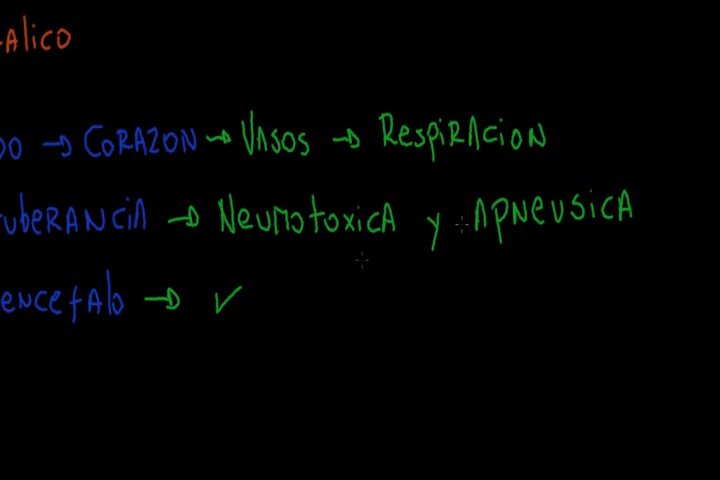 alico
DO → CORAZON → VASOS → RESPIRACION
uberancia → Neumotoxica y APNEUSICA
encefalo → ✓